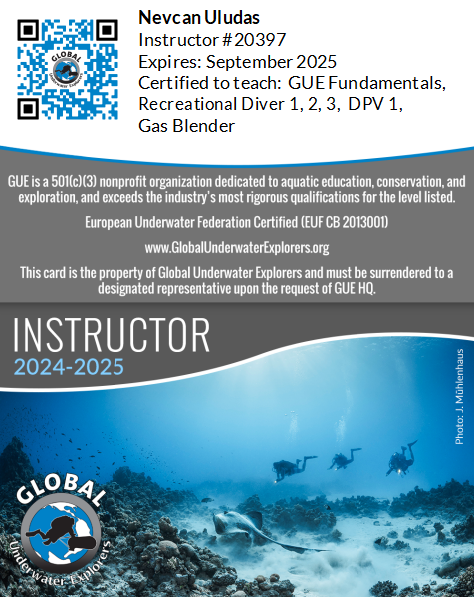 GLOBAL
Underwater Explorers
Nevcan Uludas
Instructor #20397
Expires: September 2025
Certified to teach: GUE Fundamentals,
Recreational Diver 1, 2, 3, DPV 1,
Gas Blender
GUE is a 501(c)(3) nonprofit organization dedicated to aquatic education, conservation, and
exploration, and exceeds the industry's most rigorous qualifications for the level listed.
European Underwater Federation Certified (EUF CB 2013001)
www.GlobalUnderwaterExplorers.org
This card is the property of Global Underwater Explorers and must be surrendered to a
designated representative upon the request of GUE HQ.
INSTRUCTOR
2024-2025
Photo: J. Mühlenhaus
GLOBAL
Underwater Explorers